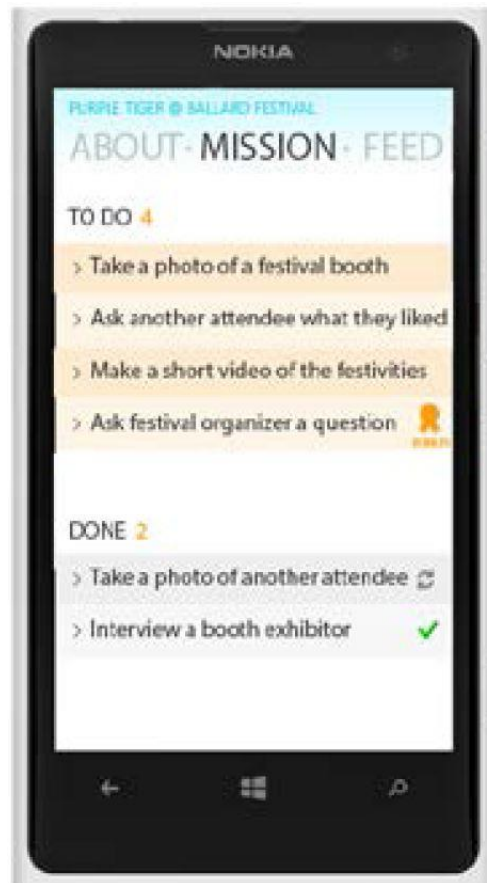 NOKIA
PURPLE TIGER @ BALLARD FESTIVAL
ABOUT · MISSION · FEED
TO DO 4
> Take a photo of a festival booth
> Ask another attendee what they liked
> Make a short video of the festivities
> Ask festival organizer a question
DONE 2
> Take a photo of another attendee
> Interview a booth exhibitor